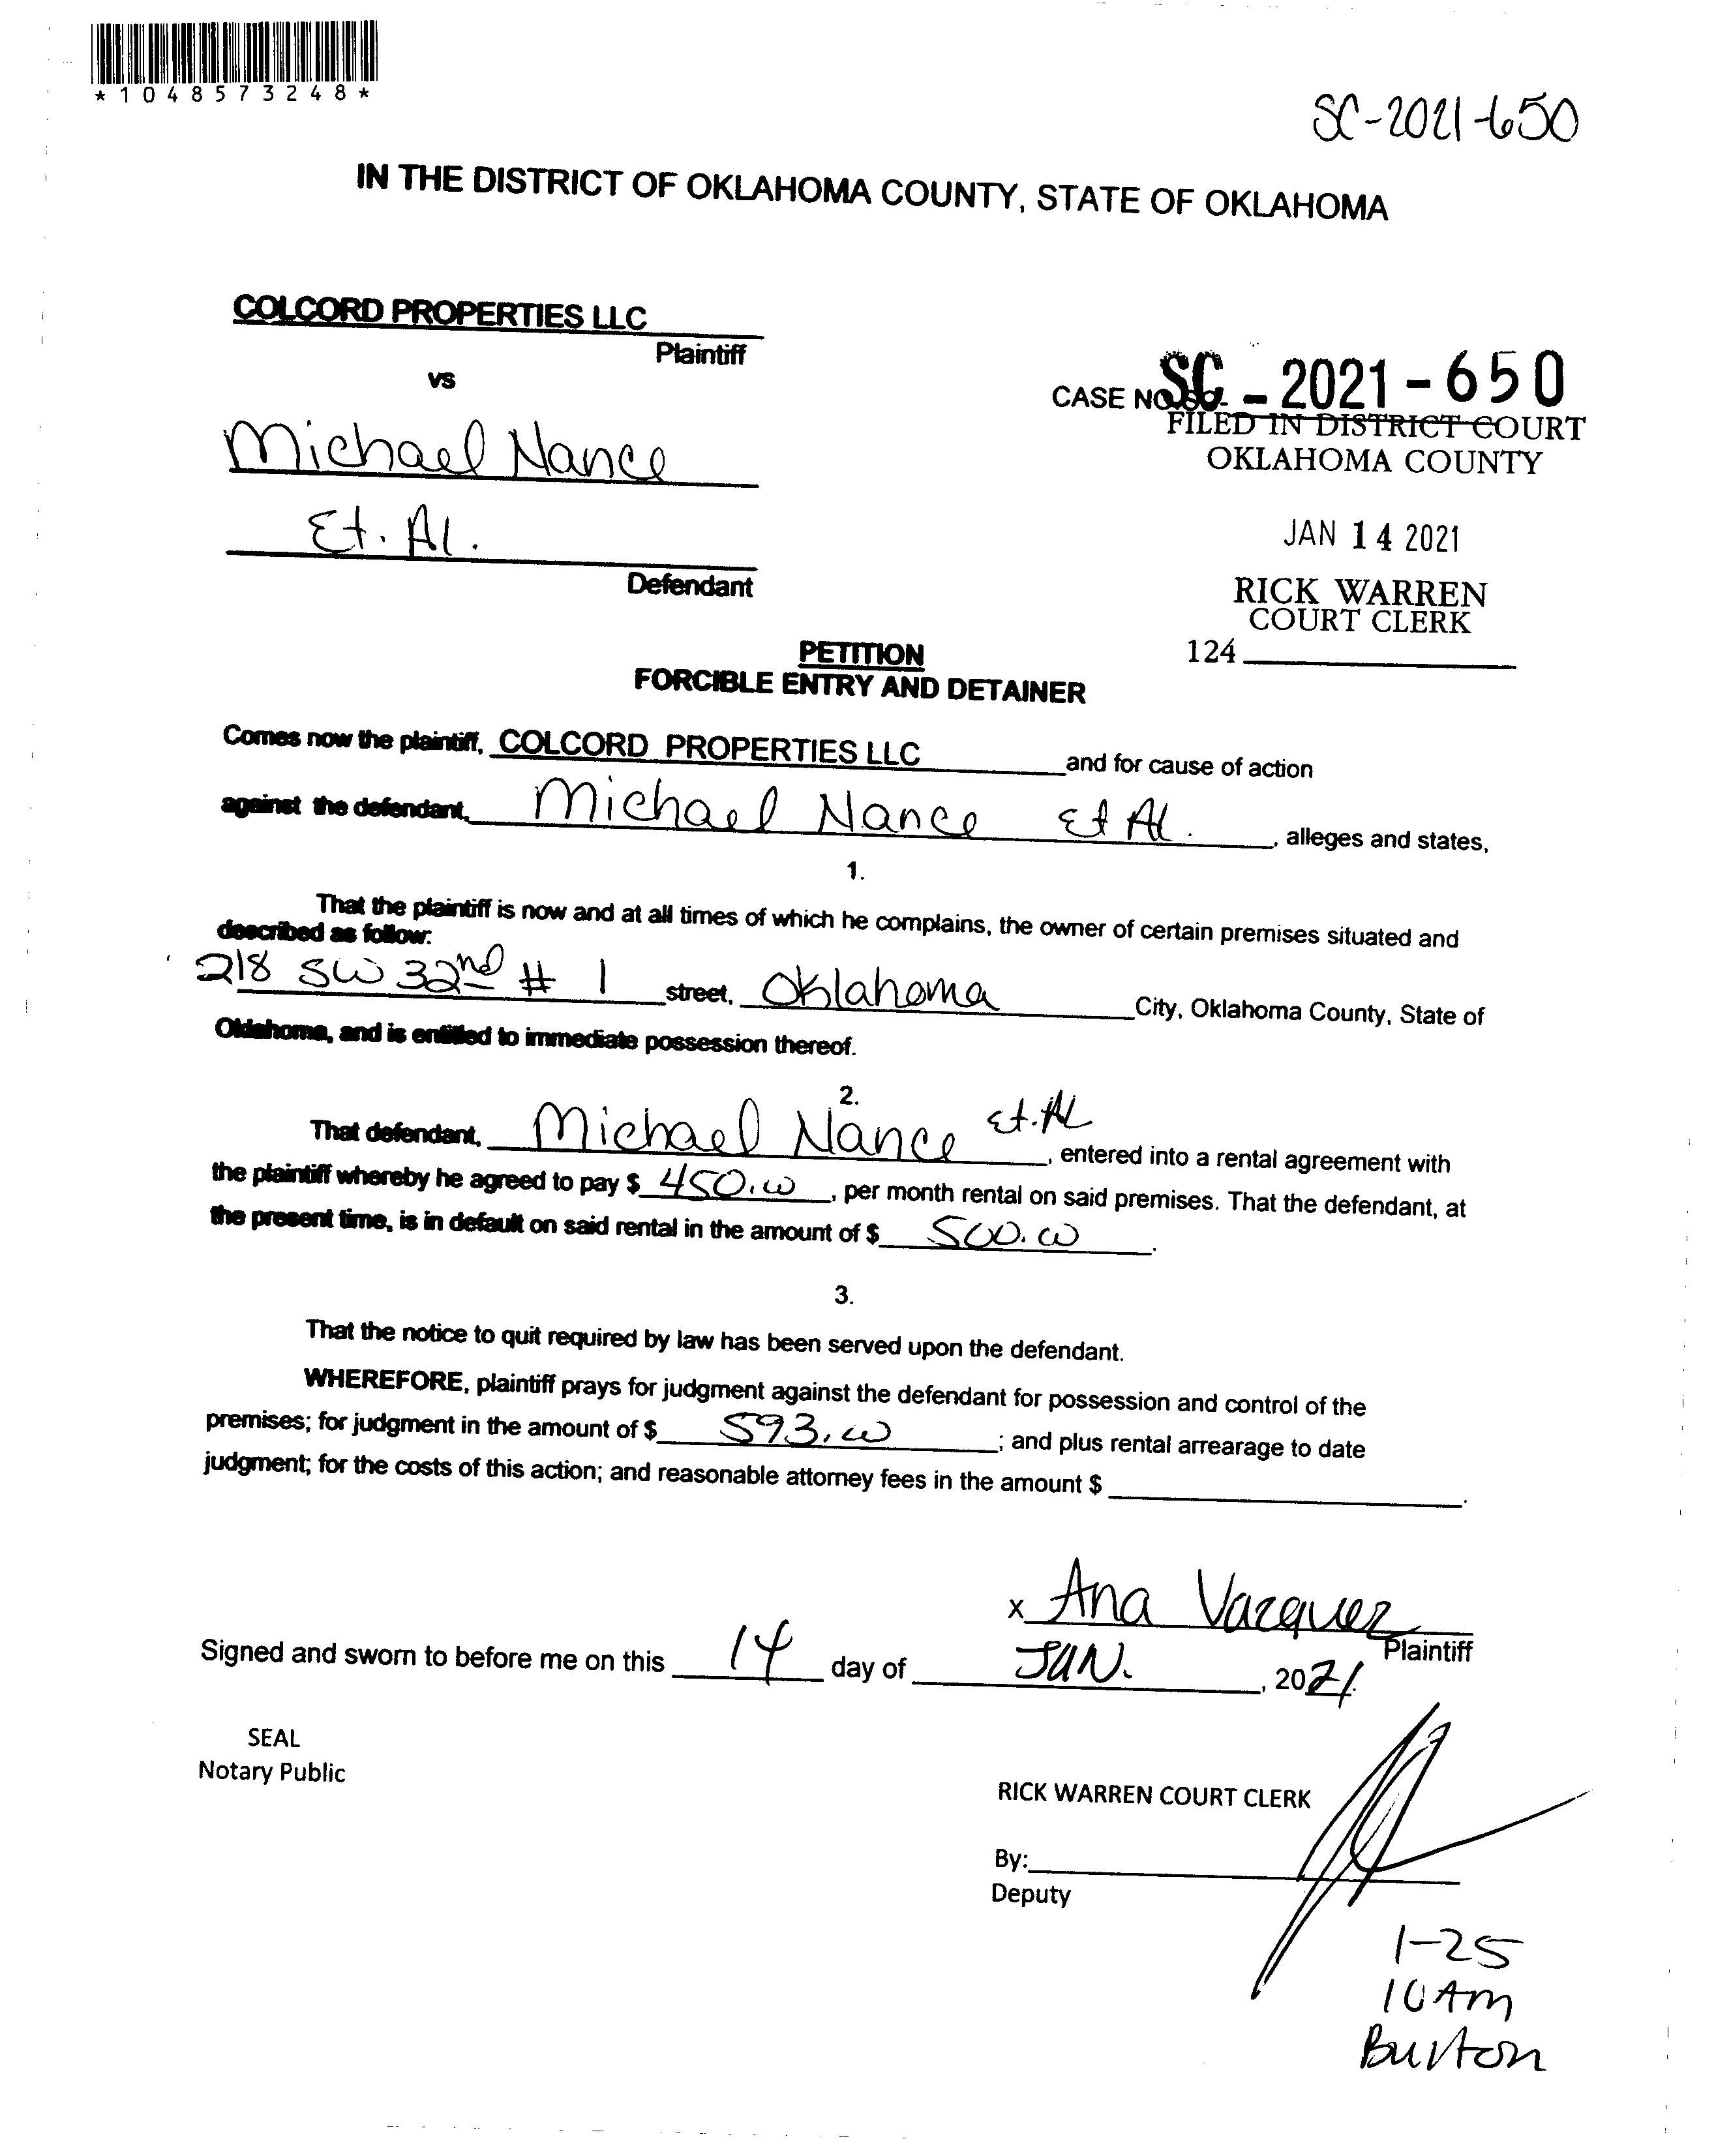 *1048573248*
SC-2021-650
IN THE DISTRICT OF OKLAHOMA COUNTY, STATE OF OKLAHOMA
COLCORD PROPERTIES LLC
Plaintiff
vs
CASE NO. SC - 2021 - 650
FILED IN DISTRICT COURT
OKLAHOMA COUNTY
Michael Nance
Et. Al.
JAN 14 2021
Defendant
RICK WARREN
COURT CLERK
124
PETITION
FORCIBLE ENTRY AND DETAINER
Comes now the plaintiff, COLCORD PROPERTIES LLC and for cause of action
against the defendant, Michael Nance Et Al. , alleges and states,
1.
That the plaintiff is now and at all times of which he complains, the owner of certain premises situated and
described as follow:
218 SW 32nd # 1 street, Oklahoma City, Oklahoma County, State of
Oklahoma, and is entitled to immediate possession thereof.
2.
That defendant, Michael Nance Et. AL , entered into a rental agreement with
the plaintiff whereby he agreed to pay $ 450.00 , per month rental on said premises. That the defendant, at
the present time, is in default on said rental in the amount of $ 500.00 .
3.
That the notice to quit required by law has been served upon the defendant.
WHEREFORE, plaintiff prays for judgment against the defendant for possession and control of the
premises; for judgment in the amount of $ 593.00 ; and plus rental arrearage to date
judgment; for the costs of this action; and reasonable attorney fees in the amount $ .
x Ana Vazquez
Plaintiff
Signed and sworn to before me on this 14 day of JAN. , 2021.
SEAL
Notary Public
RICK WARREN COURT CLERK
By:
Deputy
1-25
10 Am
Burton